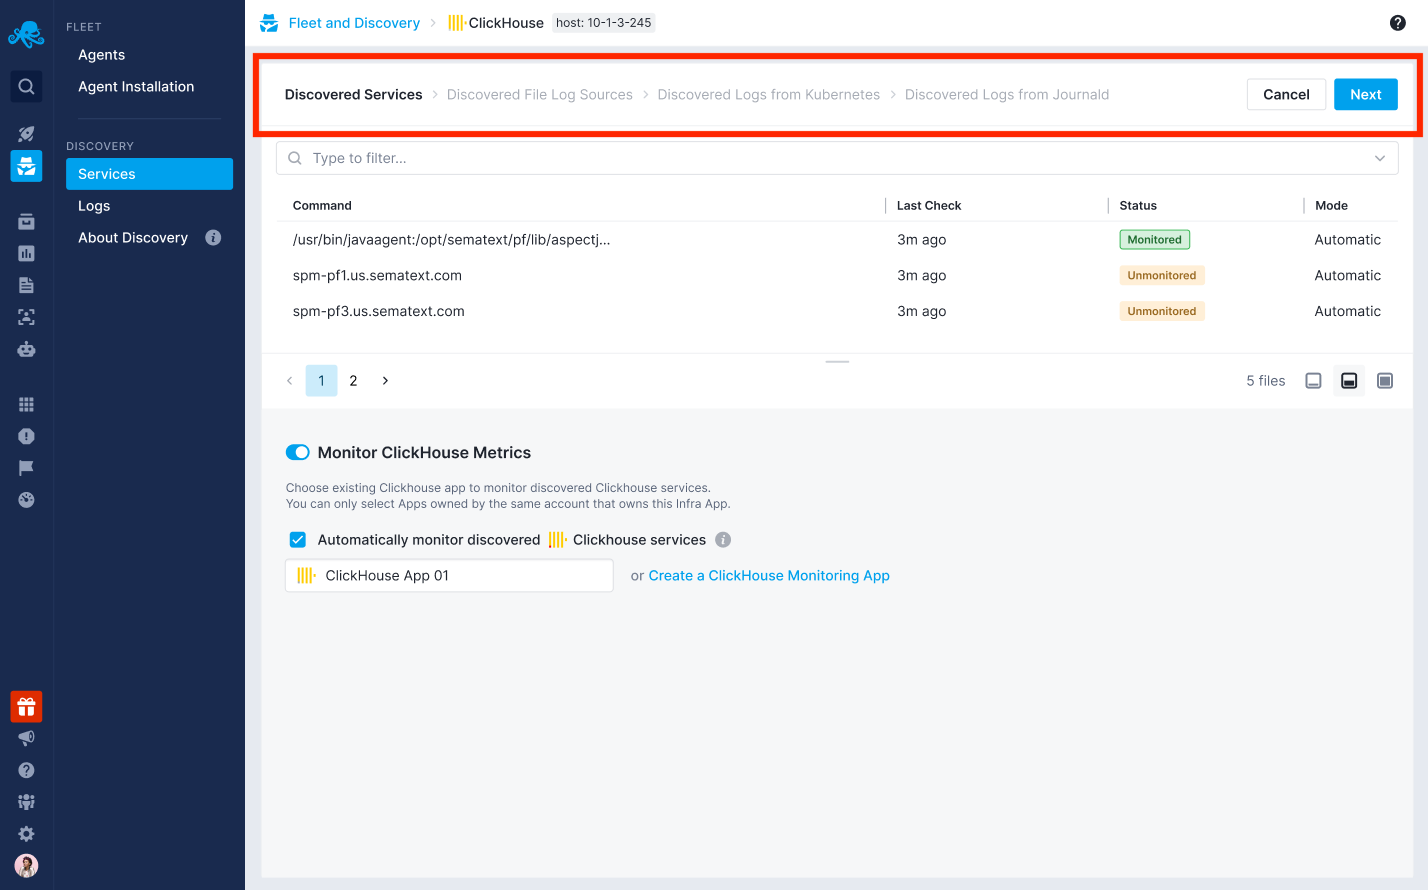 FLEET
Agents
Agent Installation
DISCOVERY
Services
Logs
About Discovery
Fleet and Discovery > ClickHouse host: 10-1-3-245
Discovered Services > Discovered File Log Sources > Discovered Logs from Kubernetes > Discovered Logs from Journald Cancel Next
Type to filter...
Command Last Check Status Mode
/usr/bin/javaagent:/opt/sematext/pf/lib/aspectj... 3m ago Monitored Automatic
spm-pf1.us.sematext.com 3m ago Unmonitored Automatic
spm-pf3.us.sematext.com 3m ago Unmonitored Automatic
1 2 5 files
Monitor ClickHouse Metrics
Choose existing Clickhouse app to monitor discovered Clickhouse services.
You can only select Apps owned by the same account that owns this Infra App.
Automatically monitor discovered Clickhouse services
ClickHouse App 01 or Create a ClickHouse Monitoring App